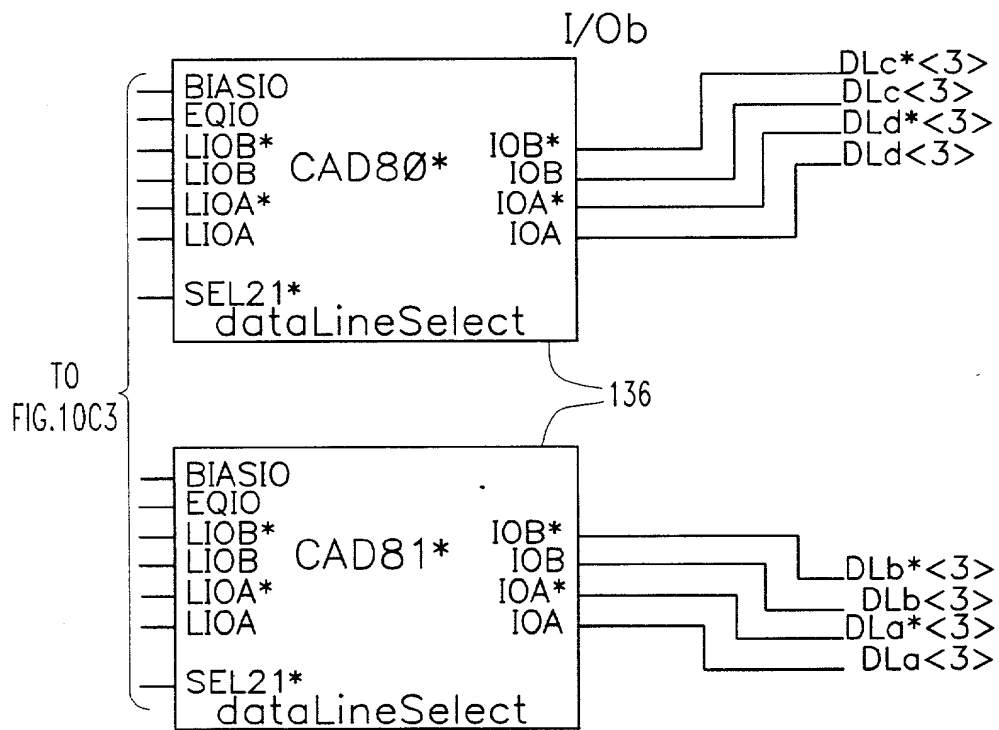 I/Ob
BIASIO
EQIO
LIOB*
LIOB
LIOA*
LIOA
SEL21*
CAD80*
dataLineSelect
IOB*
IOB
IOA*
IOA
DLc*<3>
DLc<3>
DLd*<3>
DLd<3>
TO
FIG.10C3
136
BIASIO
EQIO
LIOB*
LIOB
LIOA*
LIOA
SEL21*
CAD81*
dataLineSelect
IOB*
IOB
IOA*
IOA
DLb*<3>
DLb<3>
DLa*<3>
DLa<3>